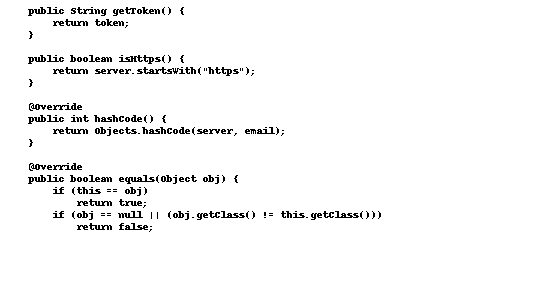 public String getToken() {
return token;
}
public boolean isHttps() {
return server.startsWith("https");
}
@Override
public int hashCode() {
return Objects.hashCode(server, email);
}
@Override
public boolean equals(Object obj) {
if (this == obj)
return true;
if (obj == null || (obj.getClass() != this.getClass()))
return false;